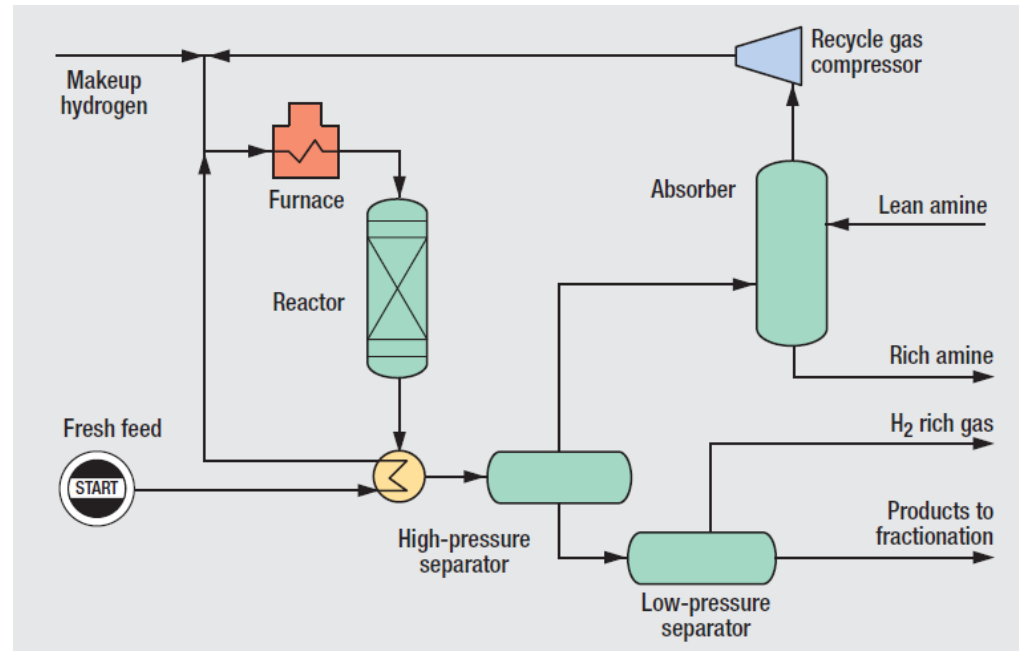 Recycle gas
compressor
Makeup
hydrogen
Furnace
Absorber
Lean amine
Reactor
Rich amine
H₂ rich gas
Fresh feed
START
Products to
fractionation
High-pressure
separator
Low-pressure
separator